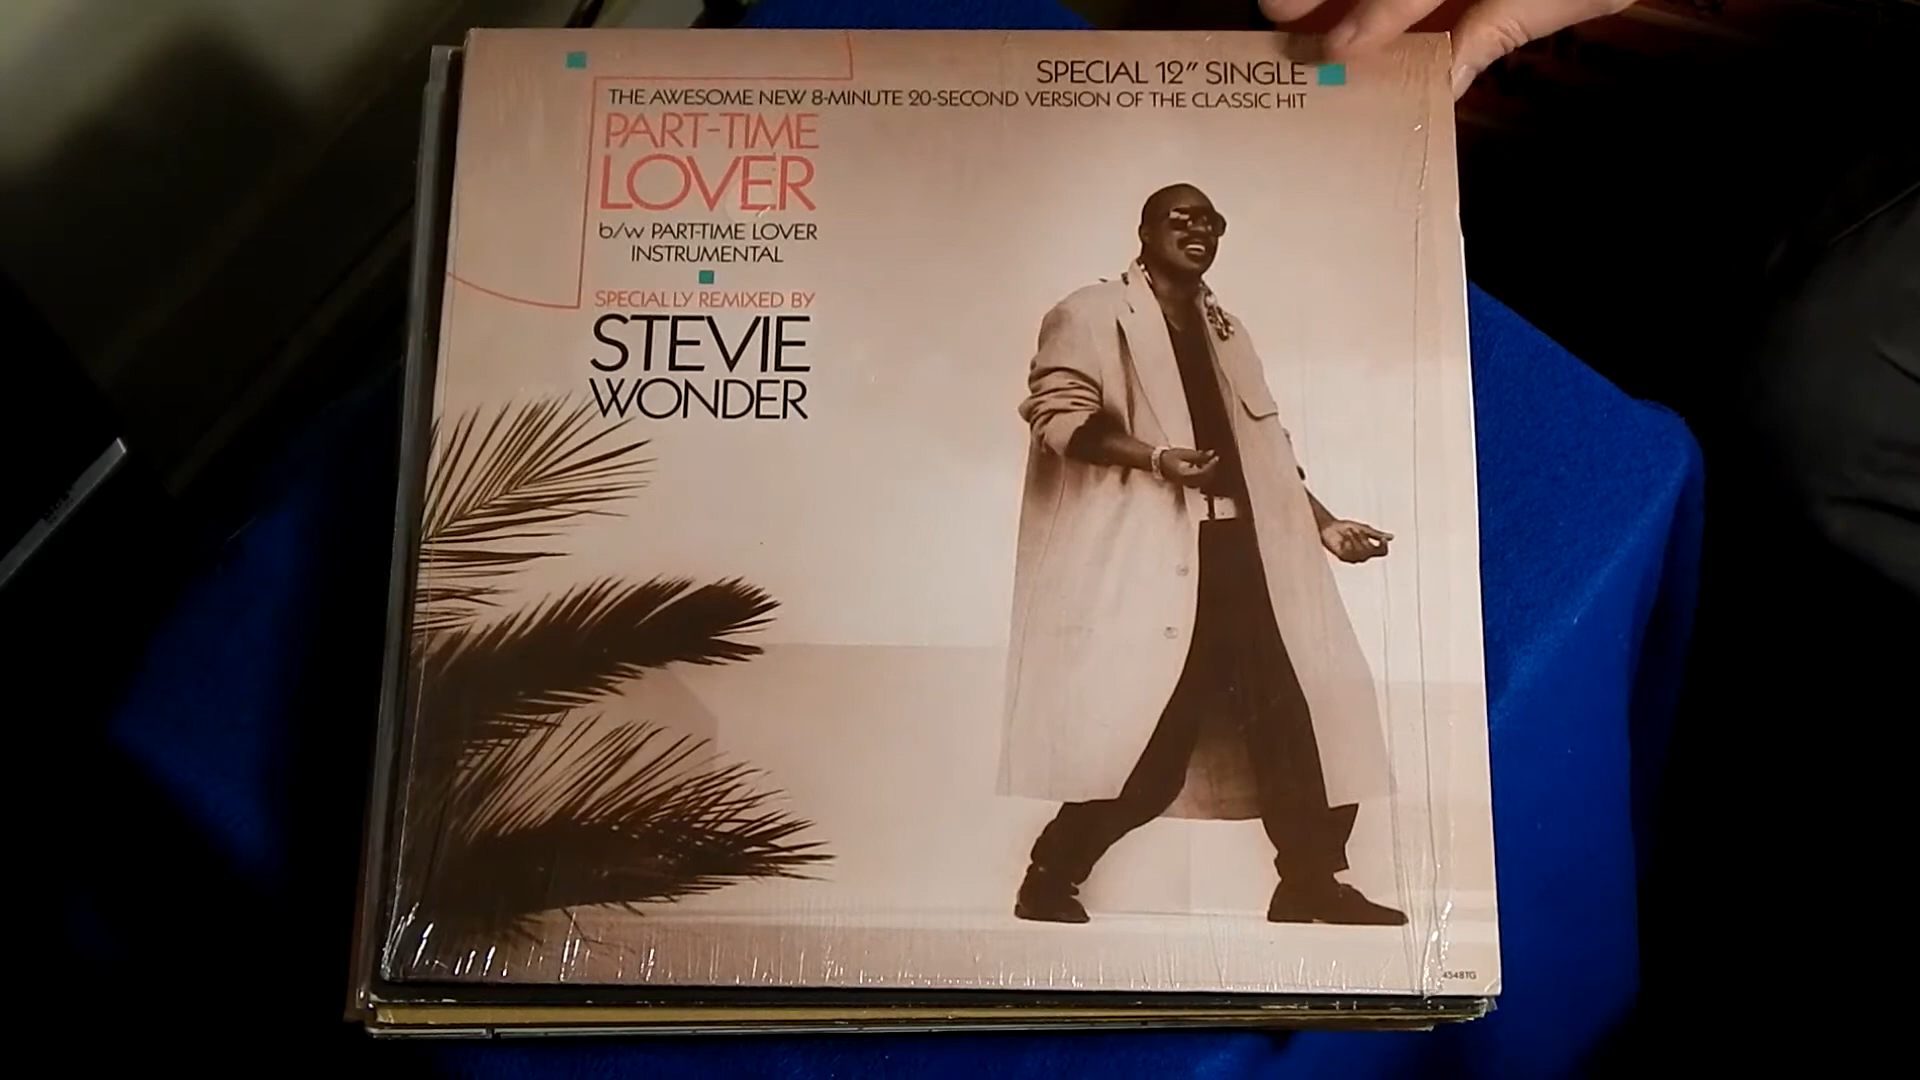 SPECIAL 12" SINGLE
THE AWESOME NEW 8-MINUTE 20-SECOND VERSION OF THE CLASSIC HIT
PART-TIME
LOVER
b/w PART-TIME LOVER
INSTRUMENTAL
SPECIALLY REMIXED BY
STEVIE
WONDER
4548TG